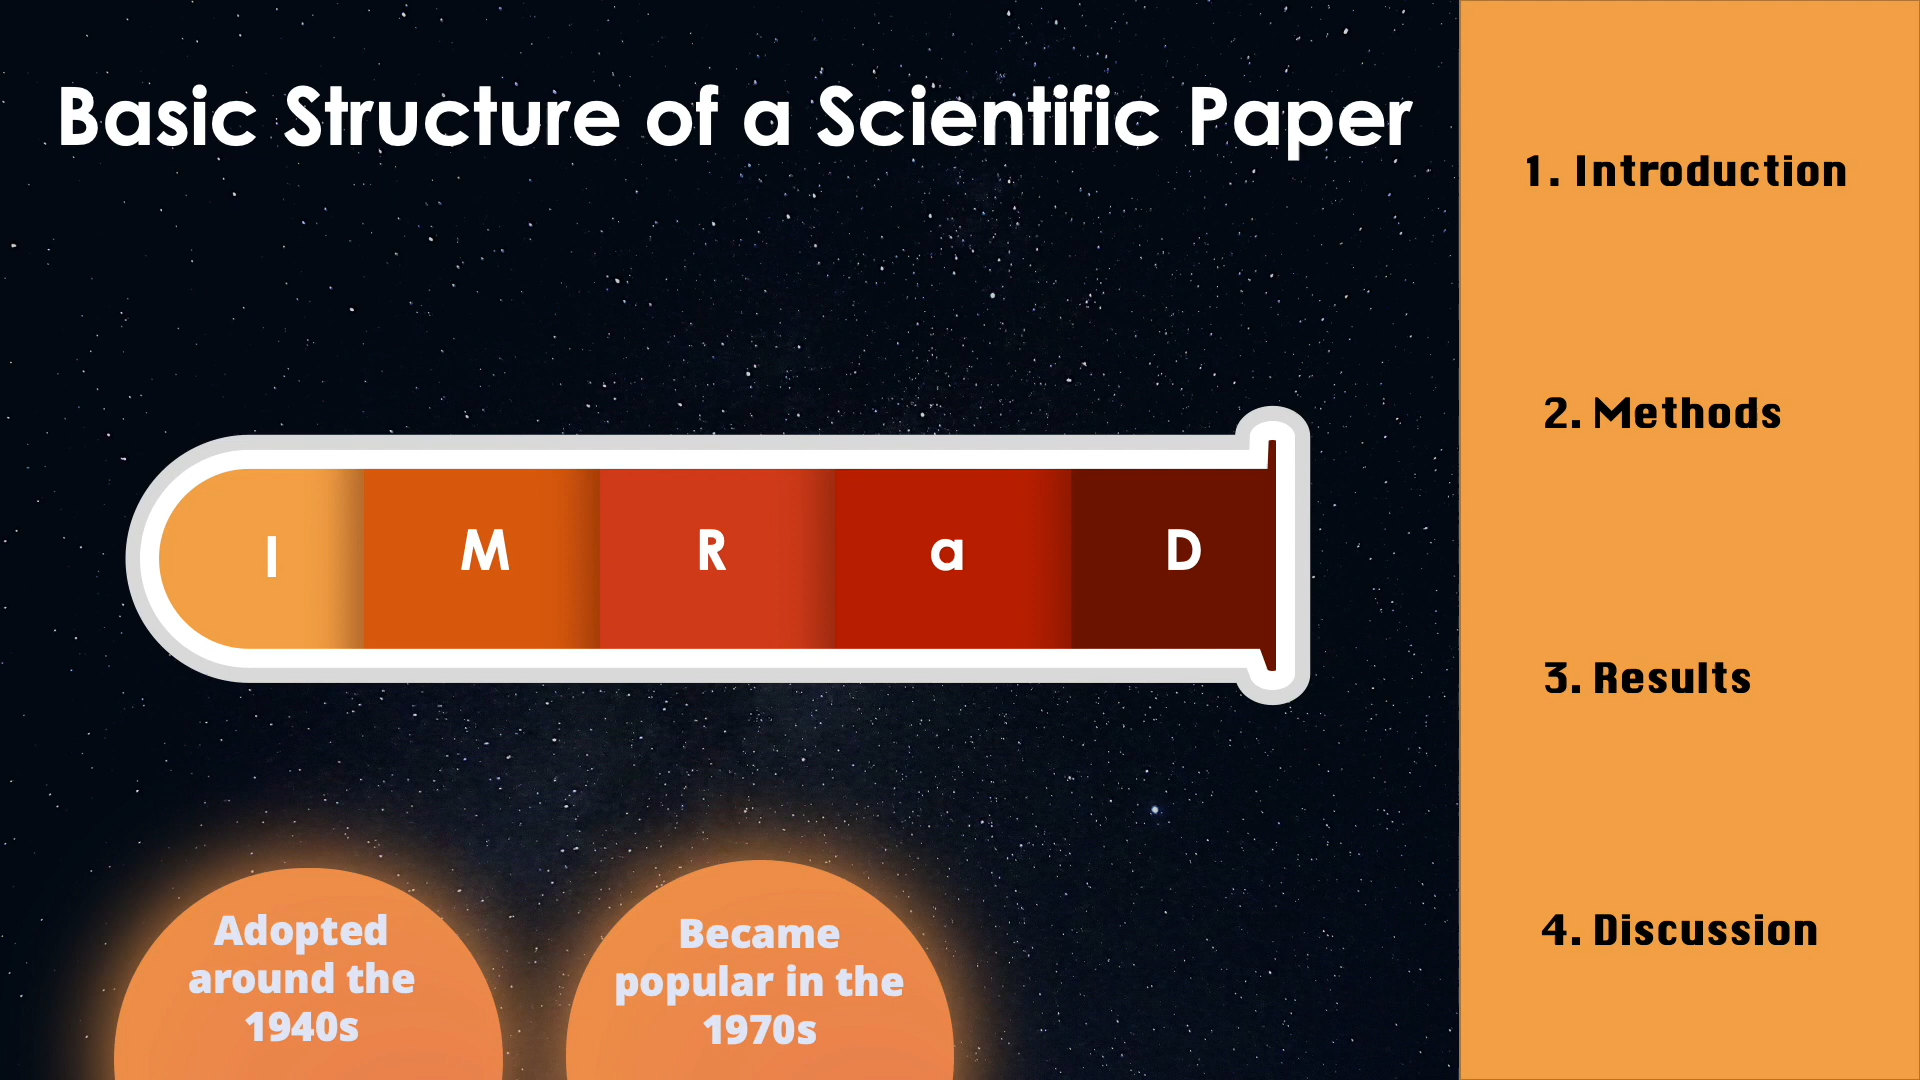 Basic Structure of a Scientific Paper
I M R a D
Adopted
around the
1940s
Became
popular in the
1970s
1. Introduction
2. Methods
3. Results
4. Discussion